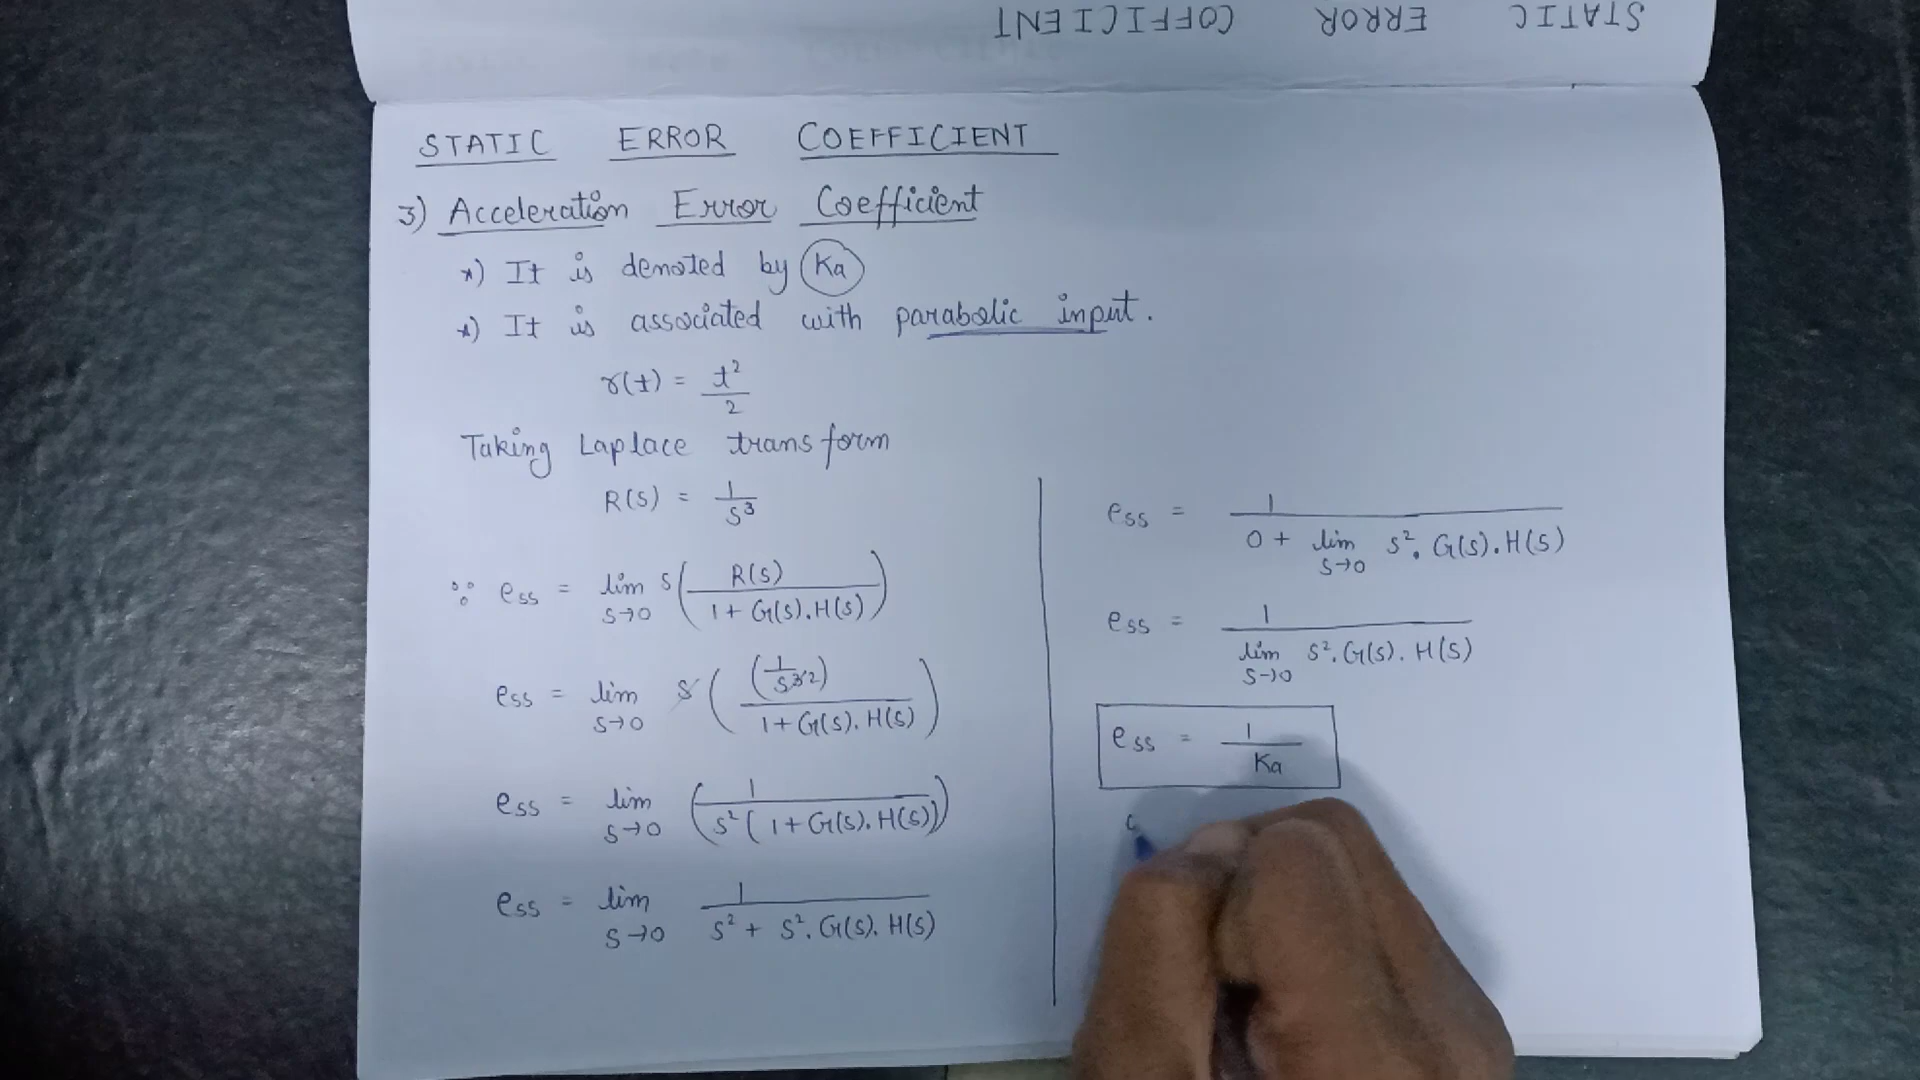 STATIC ERROR COFFICIENT
STATIC ERROR COEFFICIENT
3) Acceleration Error Coefficient
*) It is denoted by Ka
*) It is associated with parabolic input.
r(t) = t²/2
Taking Laplace transform
R(S) = 1/S³
∵ ess = lim S→0 S( R(S) / 1 + G(S).H(S) )
ess = lim S→0 S( (1/S³²) / 1 + G(S).H(S) )
ess = lim S→0 ( 1 / S²( 1 + G(S).H(S)) )
ess = lim S→0 1 / S² + S². G(S). H(S)
ess = 1 / 0 + lim S→0 S². G(S). H(S)
ess = 1 / lim S→0 S². G(S). H(S)
ess = 1 / Ka